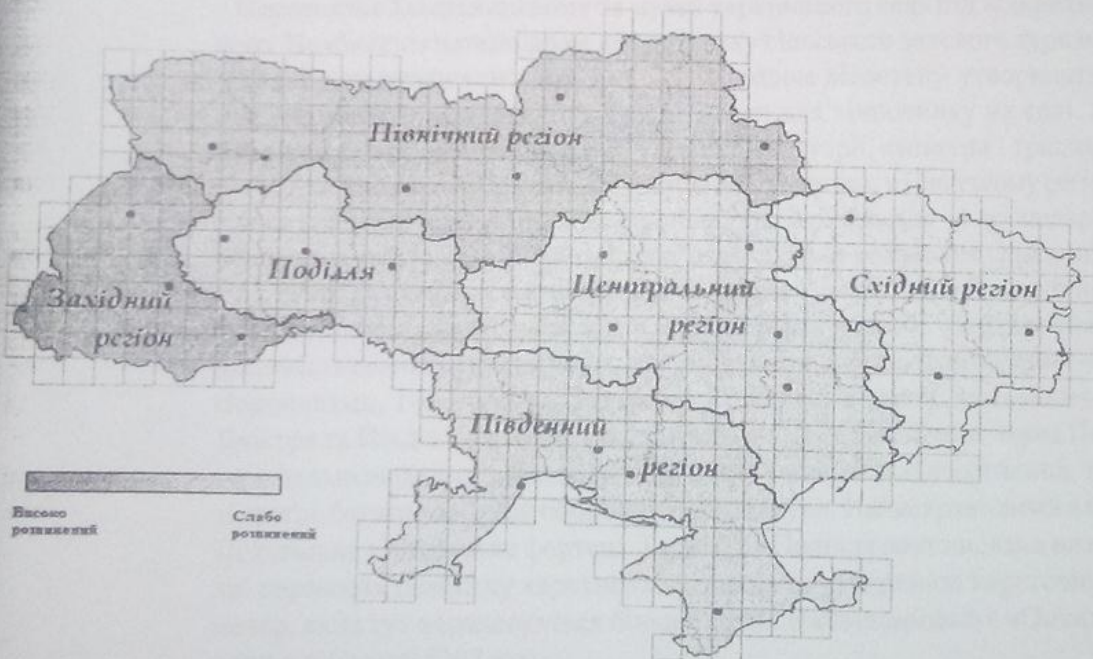 Північний регіон
Поділля
Західний
регіон
Центральний
регіон
Східний регіон
Південний
регіон
Високо
розвинений
Слабо
розвинений